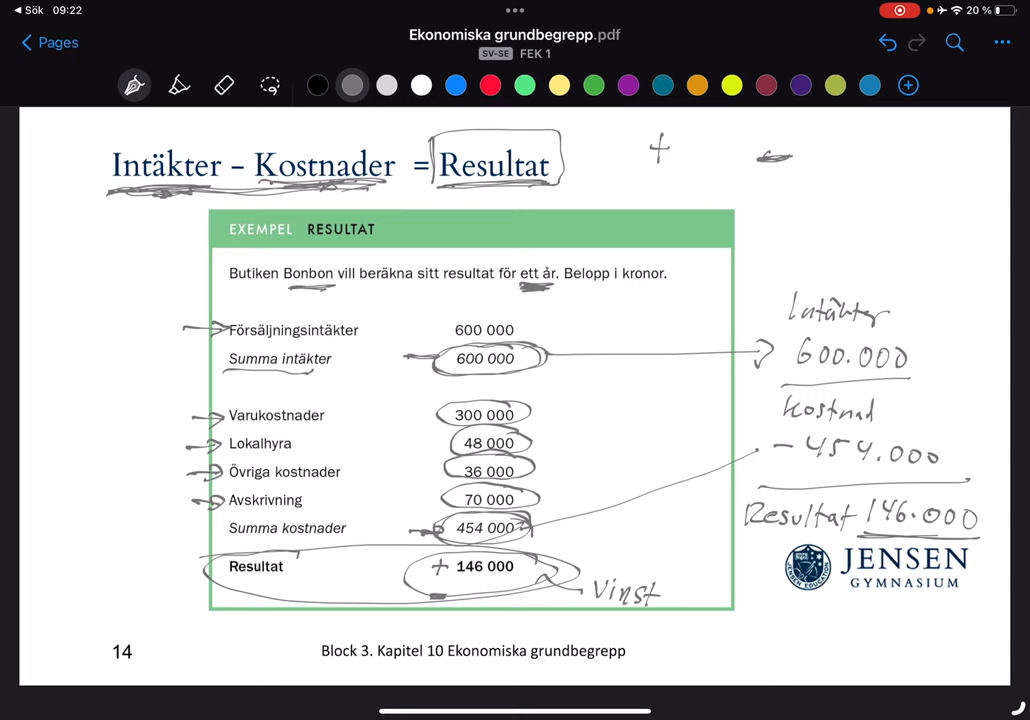 Sök 09:22
20 %
Pages
Ekonomiska grundbegrepp.pdf
SV-SE FEK 1
Intäkter – Kostnader = Resultat
+ -
EXEMPEL RESULTAT
Butiken Bonbon vill beräkna sitt resultat för ett år. Belopp i kronor.
Försäljningsintäkter 600 000
Summa intäkter 600 000
Varukostnader 300 000
Lokalhyra 48 000
Övriga kostnader 36 000
Avskrivning 70 000
Summa kostnader 454 000
Resultat + 146 000
Vinst
Intäkter
600.000
Kostnad
- 454.000
Resultat 146.000
JENSEN
GYMNASIUM
JENSEN EDUCATION
14
Block 3. Kapitel 10 Ekonomiska grundbegrepp